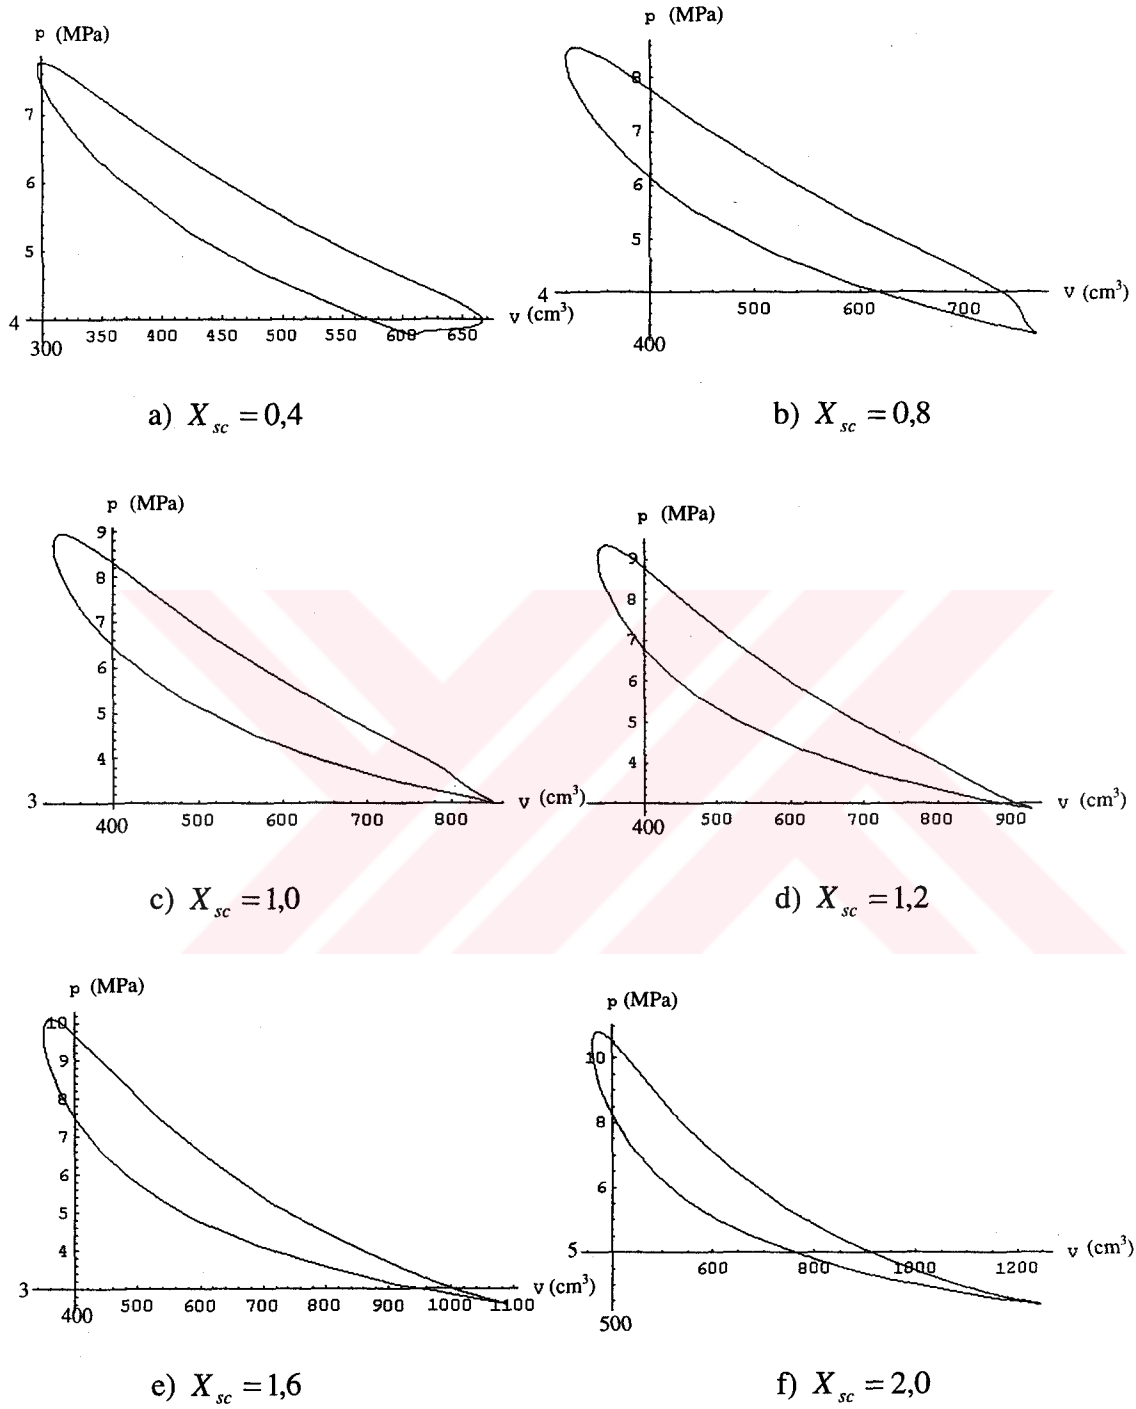 p (MPa)
7
6
5
4
300
350 400 450 500 550 600 650
v (cm³)
a) X_sc = 0,4
p (MPa)
8
7
6
5
4
400
500 600 700
v (cm³)
b) X_sc = 0,8
p (MPa)
9
8
7
6
5
4
3
400 500 600 700 800
v (cm³)
c) X_sc = 1,0
p (MPa)
9
8
7
6
5
4
400 500 600 700 800 900
v (cm³)
d) X_sc = 1,2
p (MPa)
10
9
8
7
6
5
4
3
400 500 600 700 800 900 1000 1100
v (cm³)
e) X_sc = 1,6
p (MPa)
10
8
6
5
500
600 800 1000 1200
v (cm³)
f) X_sc = 2,0